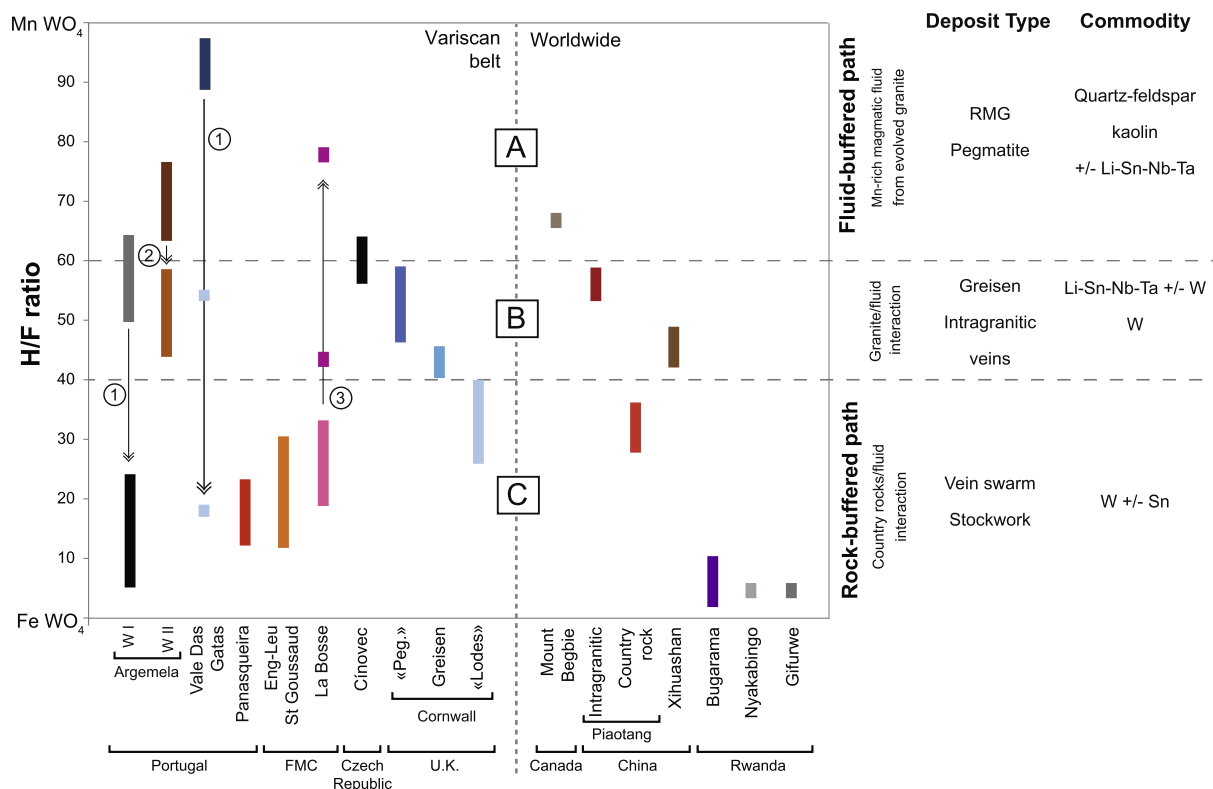 Mn WO4
90
80
70
60
50
40
30
20
10
Fe WO4
H/F ratio
Variscan
belt
Worldwide
A
B
C
1
2
1
3
Deposit Type
Commodity
Fluid-buffered path
Mn-rich magmatic fluid
from evolved granite
RMG
Pegmatite
Quartz-feldspar
kaolin
+/- Li-Sn-Nb-Ta
Granite/fluid
interaction
Greisen
Intragranitic
veins
Li-Sn-Nb-Ta +/- W
W
Rock-buffered path
Country rocks/fluid
interaction
Vein swarm
Stockwork
W +/- Sn
W I
W II
Argemela
Vale Das
Gatas
Panasqueira
Eng-Leu
St Goussaud
La Bosse
Cinovec
«Peg.»
Greisen
«Lodes»
Cornwall
Mount
Begbie
Intragranitic
Country
rock
Piaotang
Xihuashan
Bugarama
Nyakabingo
Gifurwe
Portugal
FMC
Czech
Republic
U.K.
Canada
China
Rwanda